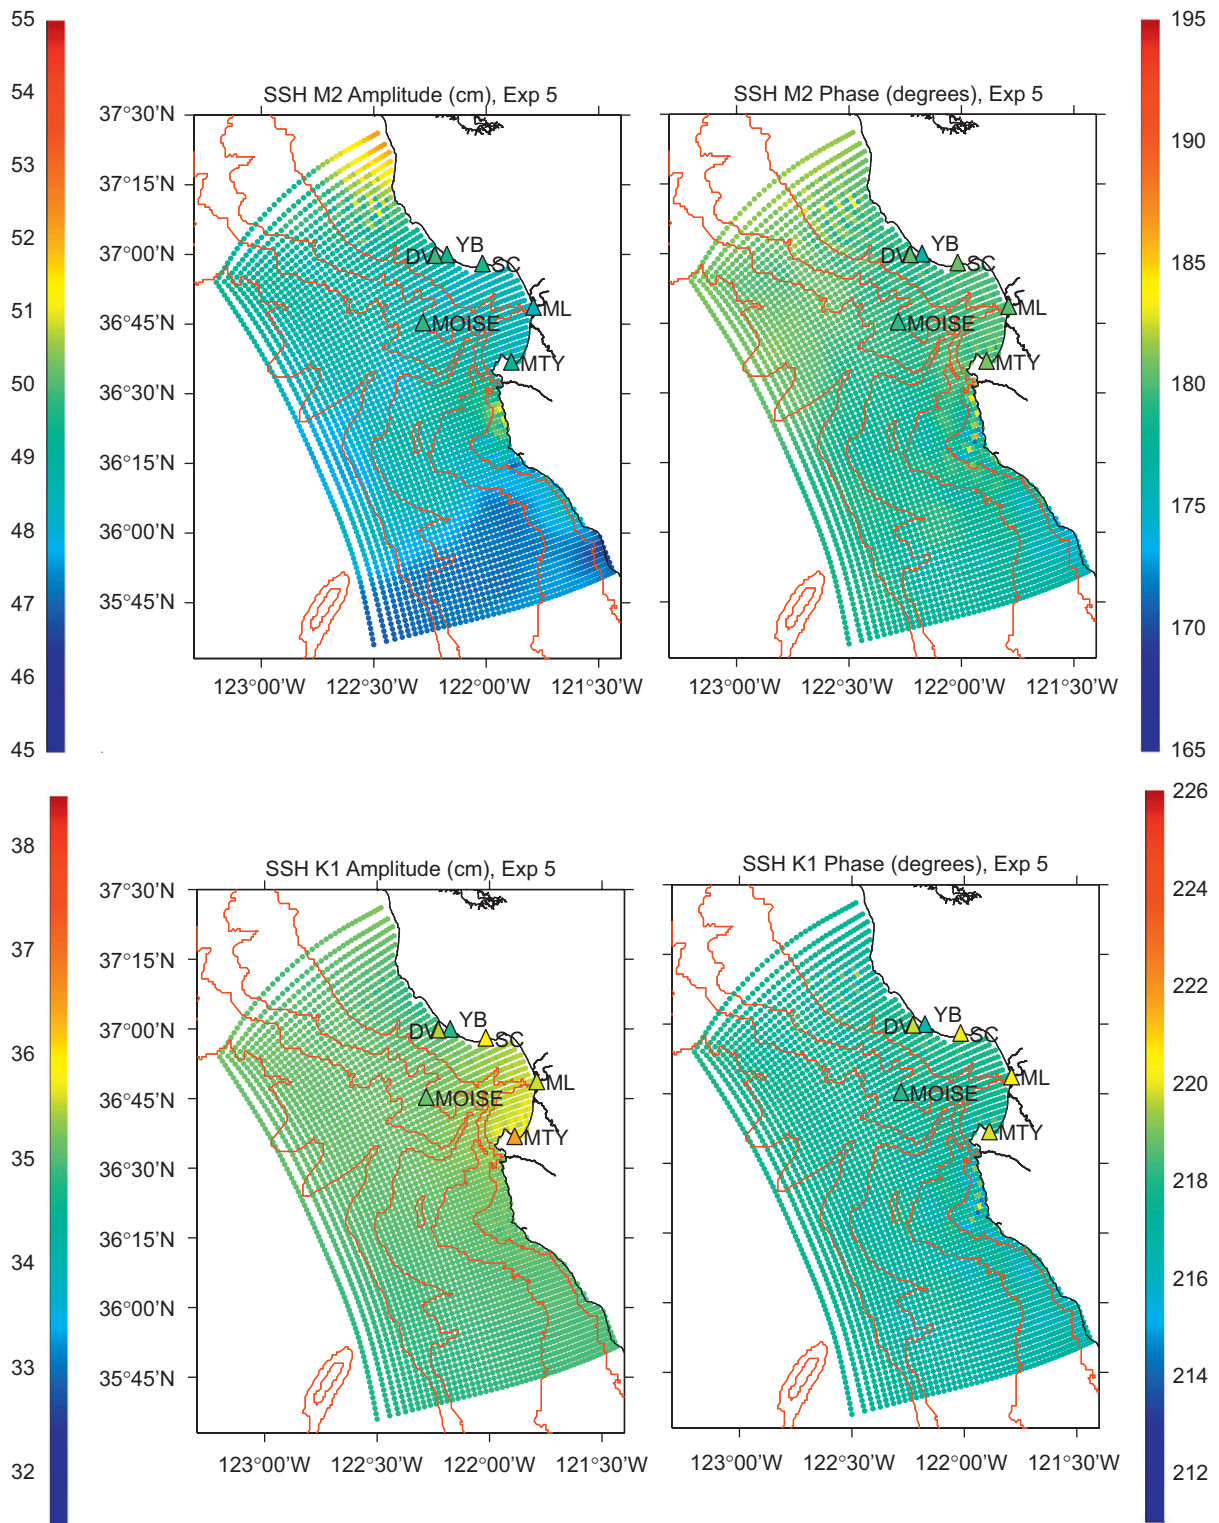 55
54
53
52
51
50
49
48
47
46
45
SSH M2 Amplitude (cm), Exp 5
37°30'N
37°15'N
37°00'N
36°45'N
36°30'N
36°15'N
36°00'N
35°45'N
DV
YB
SC
ML
MOISE
MTY
123°00'W
122°30'W
122°00'W
121°30'W
SSH M2 Phase (degrees), Exp 5
DV
YB
SC
ML
MOISE
MTY
123°00'W
122°30'W
122°00'W
121°30'W
195
190
185
180
175
170
165
38
37
36
35
34
33
32
SSH K1 Amplitude (cm), Exp 5
37°30'N
37°15'N
37°00'N
36°45'N
36°30'N
36°15'N
36°00'N
35°45'N
DV
YB
SC
ML
MOISE
MTY
123°00'W
122°30'W
122°00'W
121°30'W
SSH K1 Phase (degrees), Exp 5
DV
YB
SC
ML
MOISE
MTY
123°00'W
122°30'W
122°00'W
121°30'W
226
224
222
220
218
216
214
212